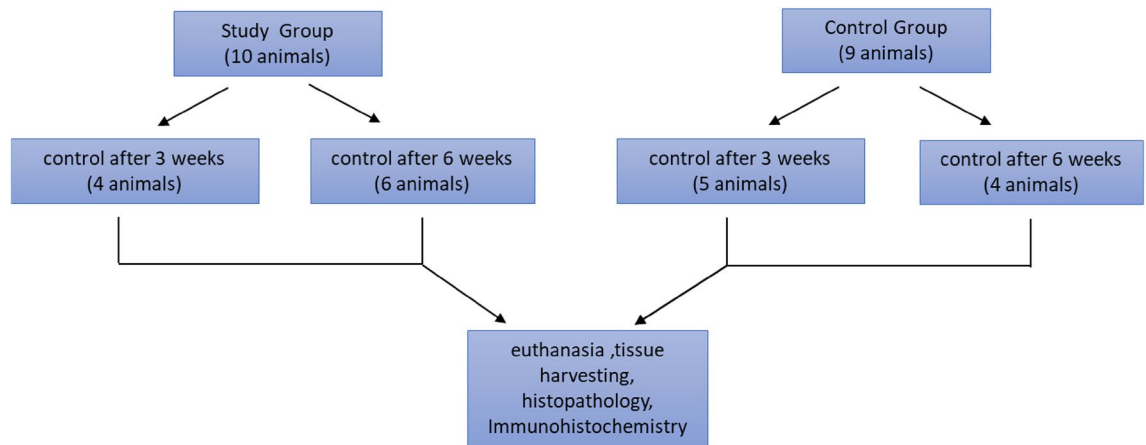 Study Group
(10 animals)
Control Group
(9 animals)
control after 3 weeks
(4 animals)
control after 6 weeks
(6 animals)
control after 3 weeks
(5 animals)
control after 6 weeks
(4 animals)
euthanasia ,tissue
harvesting,
histopathology,
Immunohistochemistry